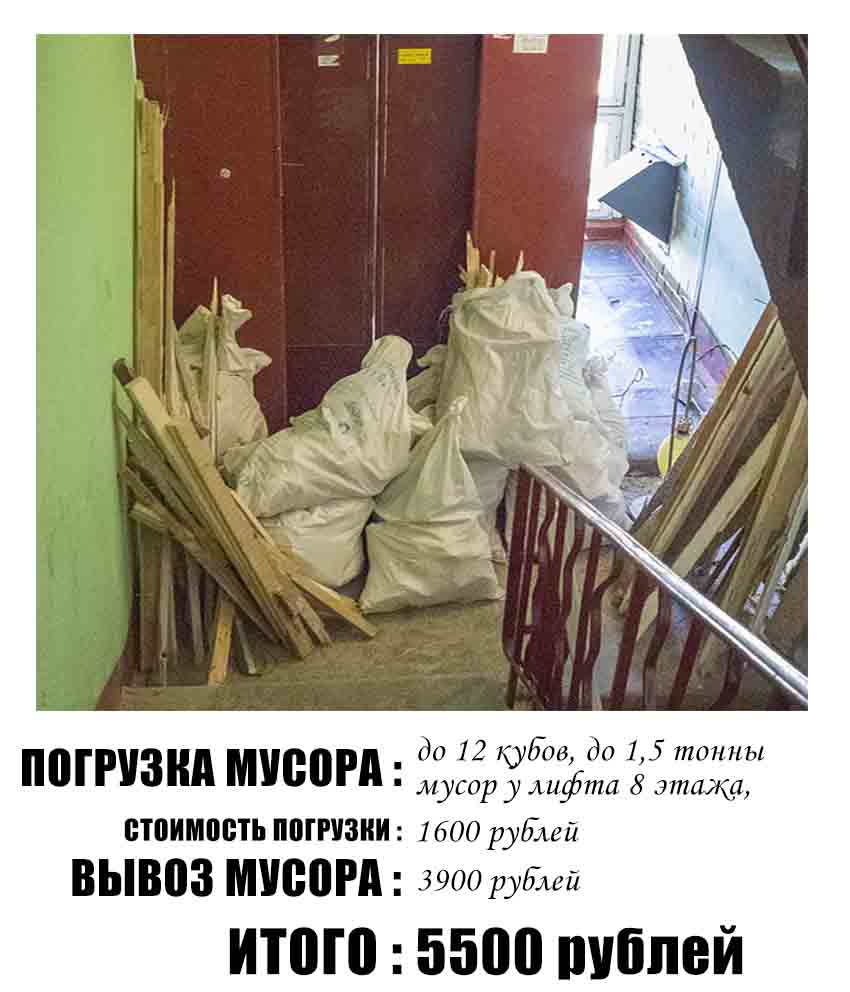 ПОГРУЗКА МУСОРА : до 12 кубов, до 1,5 тонны
мусор у лифта 8 этажа,
СТОИМОСТЬ ПОГРУЗКИ : 1600 рублей
ВЫВОЗ МУСОРА : 3900 рублей
ИТОГО : 5500 рублей